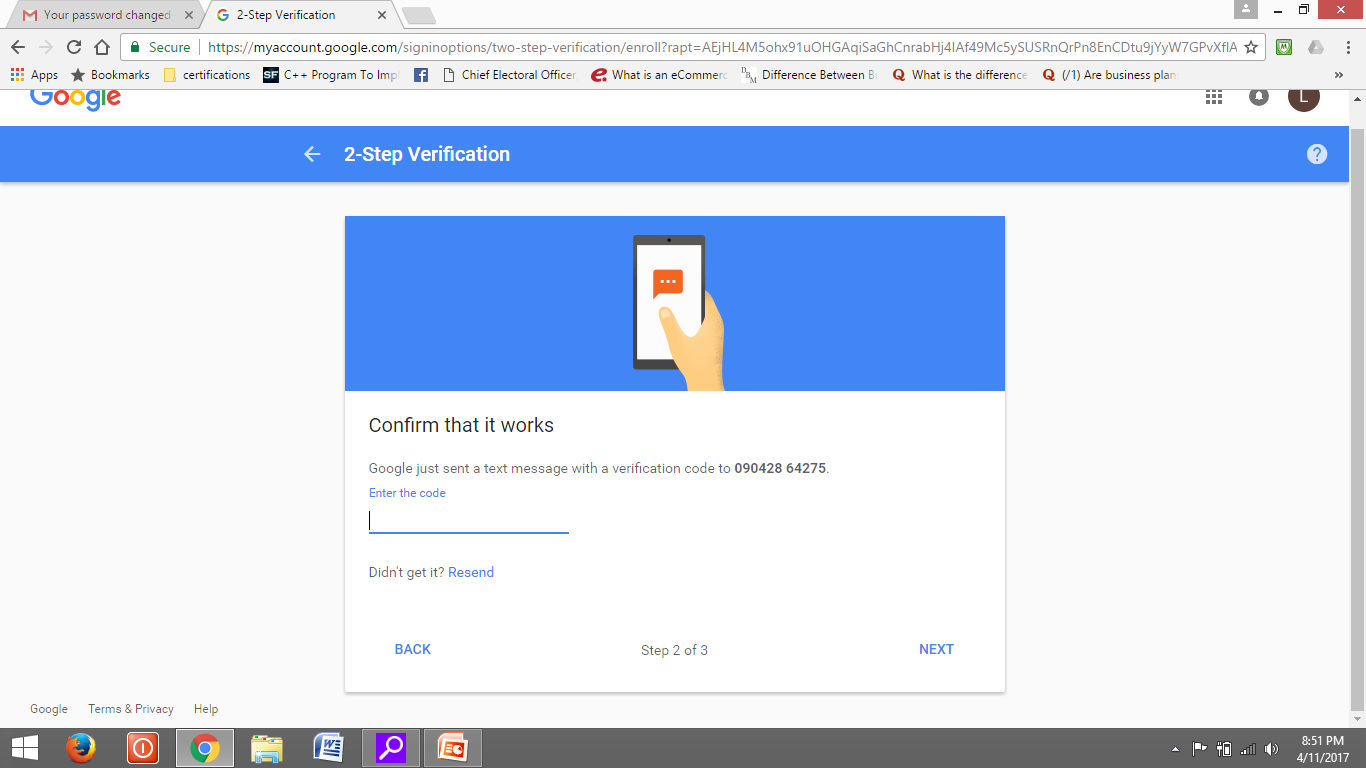 Your password changed
2-Step Verification
Secure https://myaccount.google.com/signinoptions/two-step-verification/enroll?rapt=AEjHL4M5ohx91uOHGAqiSaGhCnrabHj4IAf49Mc5ySUSRnQrPn8EnCDtu9jYyW7GPvXflA
Apps Bookmarks certifications SF C++ Program To Impl Chief Electoral Officer What is an eCommerc Difference Between B What is the difference (/1) Are business plan »
Google L
2-Step Verification ?
Confirm that it works
Google just sent a text message with a verification code to 090428 64275.
Enter the code
Didn't get it? Resend
BACK Step 2 of 3 NEXT
Google Terms & Privacy Help
8:51 PM
4/11/2017